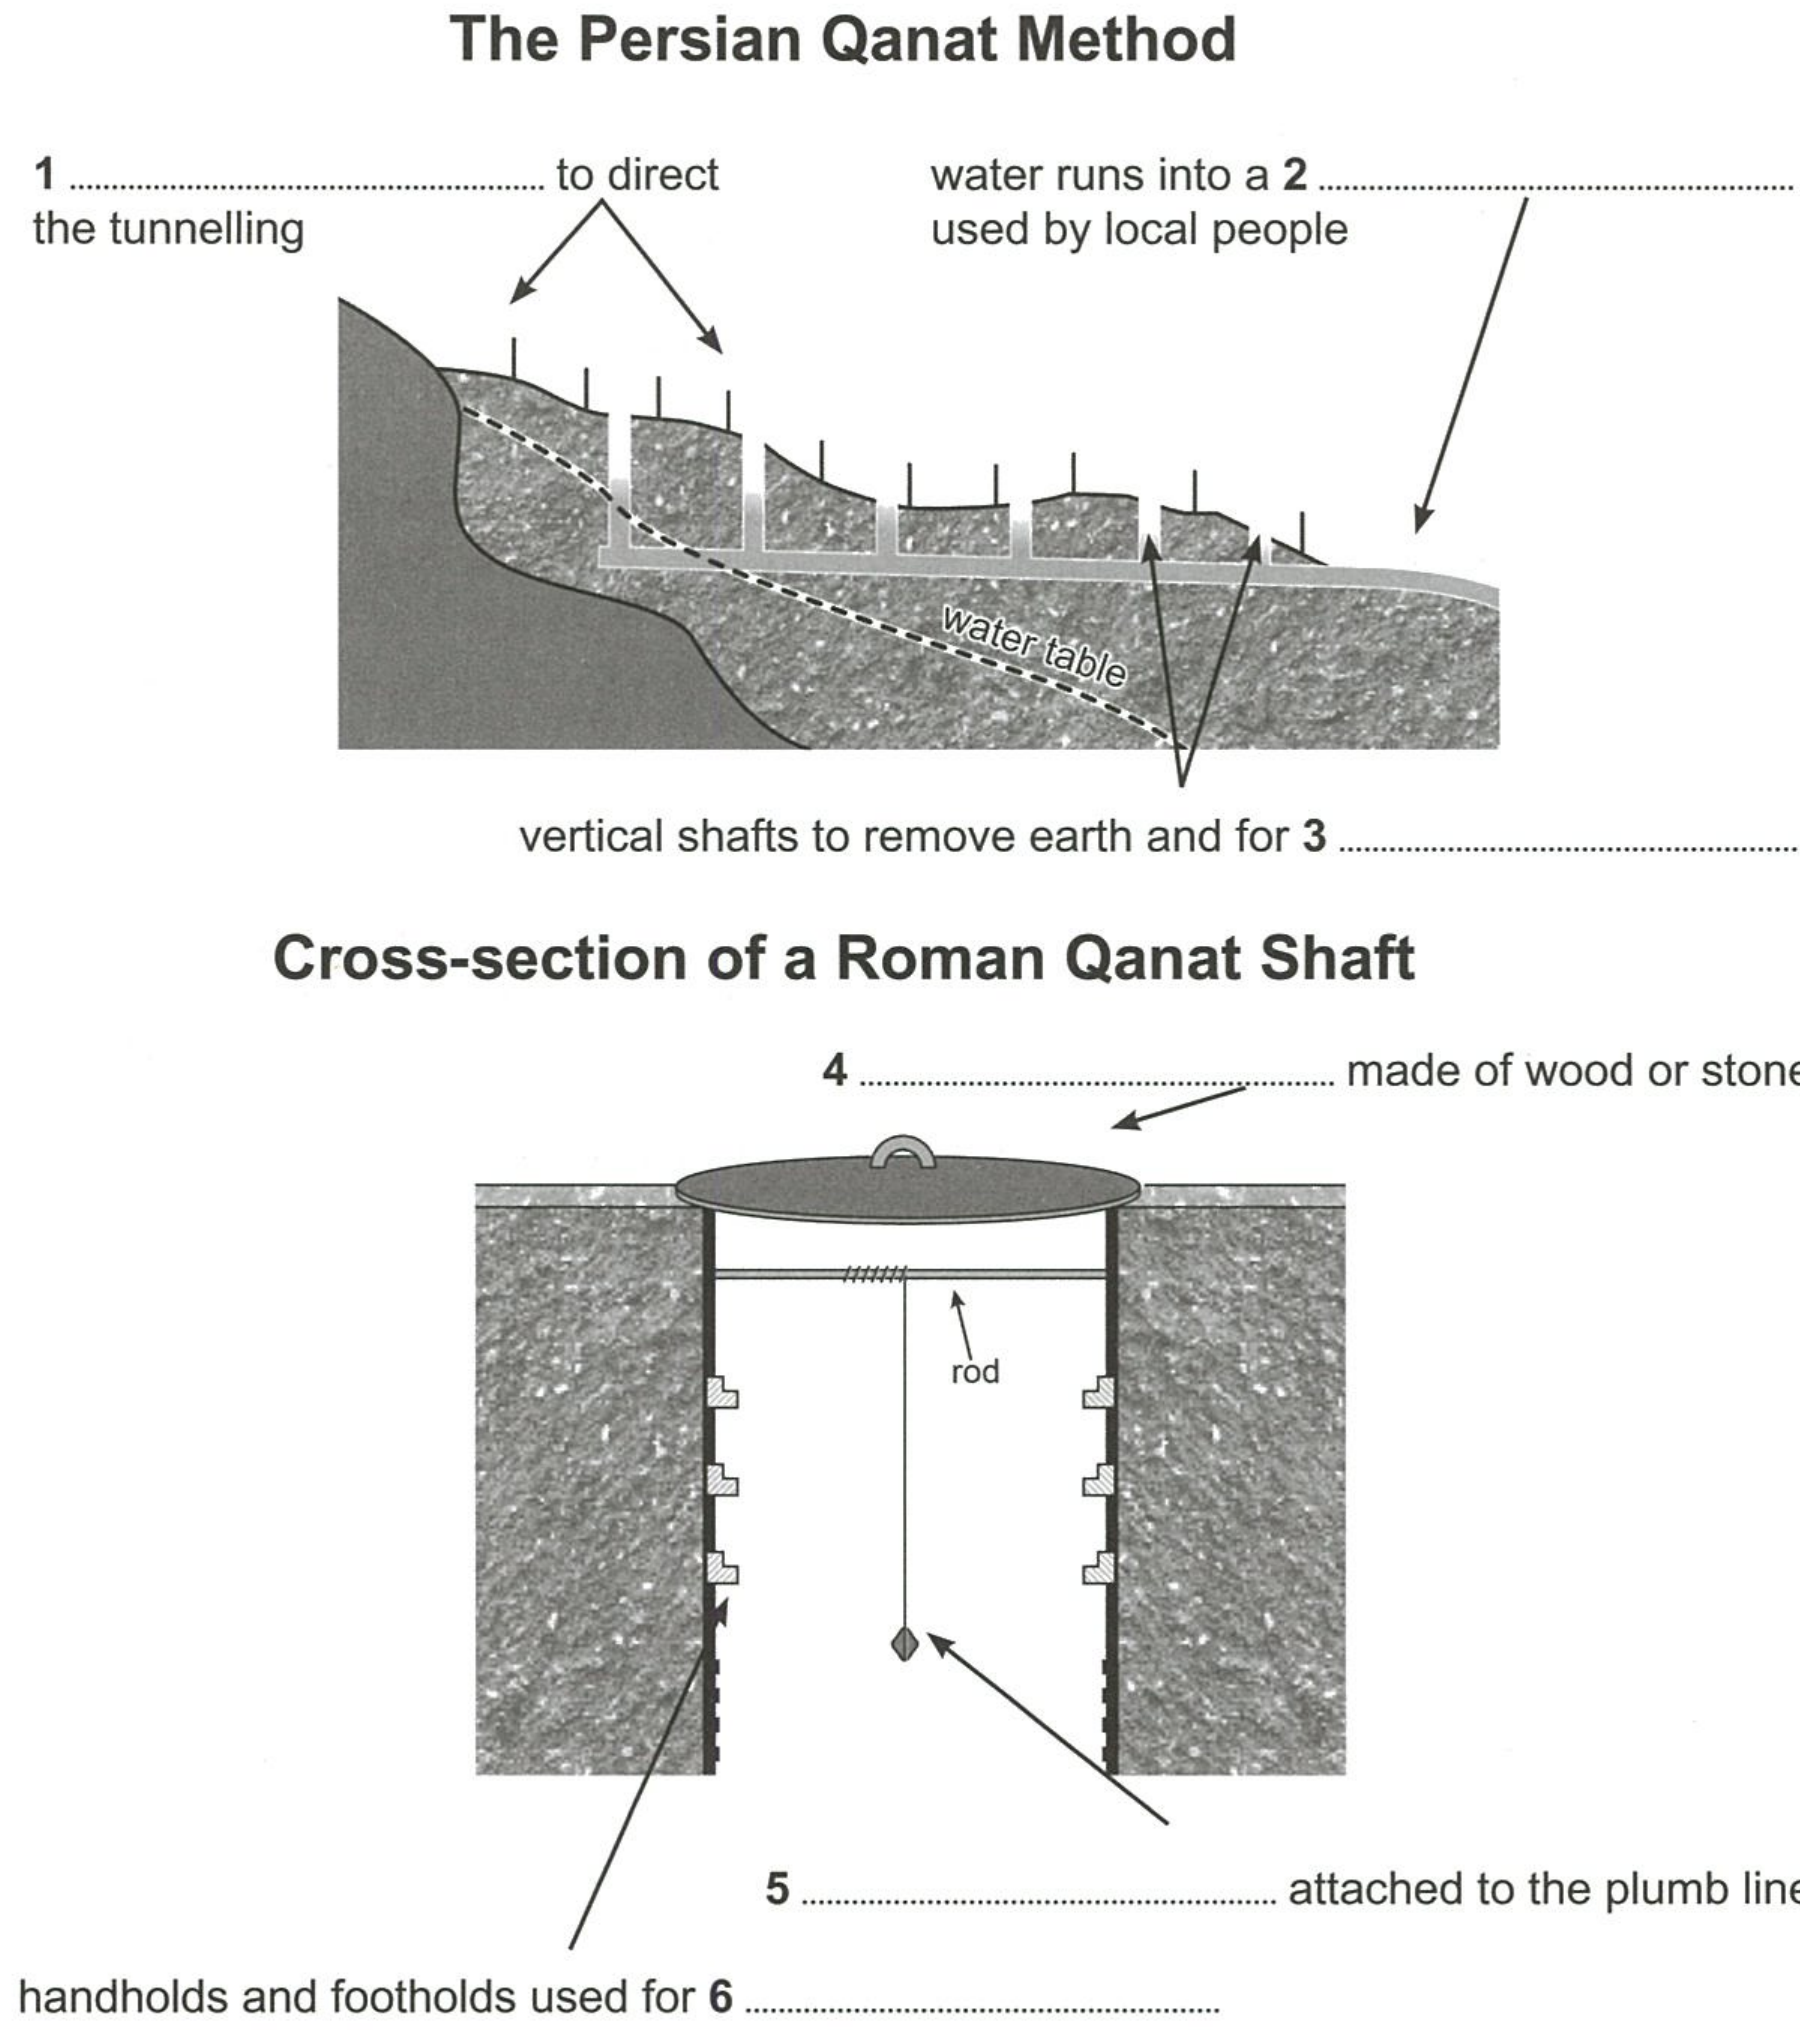 The Persian Qanat Method
1 ................................................ to direct
the tunnelling
water runs into a 2 ................................................
used by local people
water table
vertical shafts to remove earth and for 3 ................................................
Cross-section of a Roman Qanat Shaft
4 ................................................ made of wood or stone
rod
5 ................................................ attached to the plumb line
handholds and footholds used for 6 ................................................